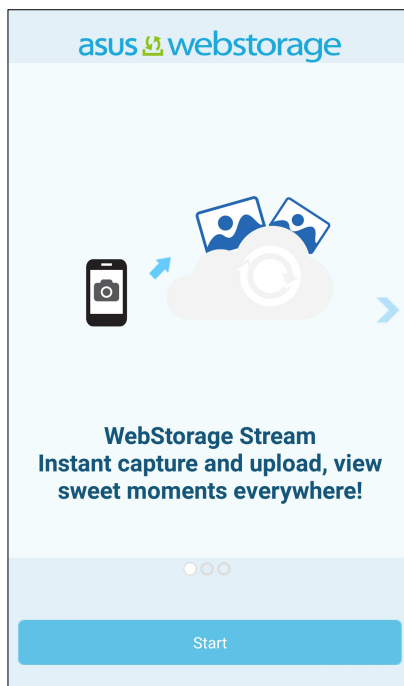 asus webstorage
WebStorage Stream
Instant capture and upload, view
sweet moments everywhere!
Start